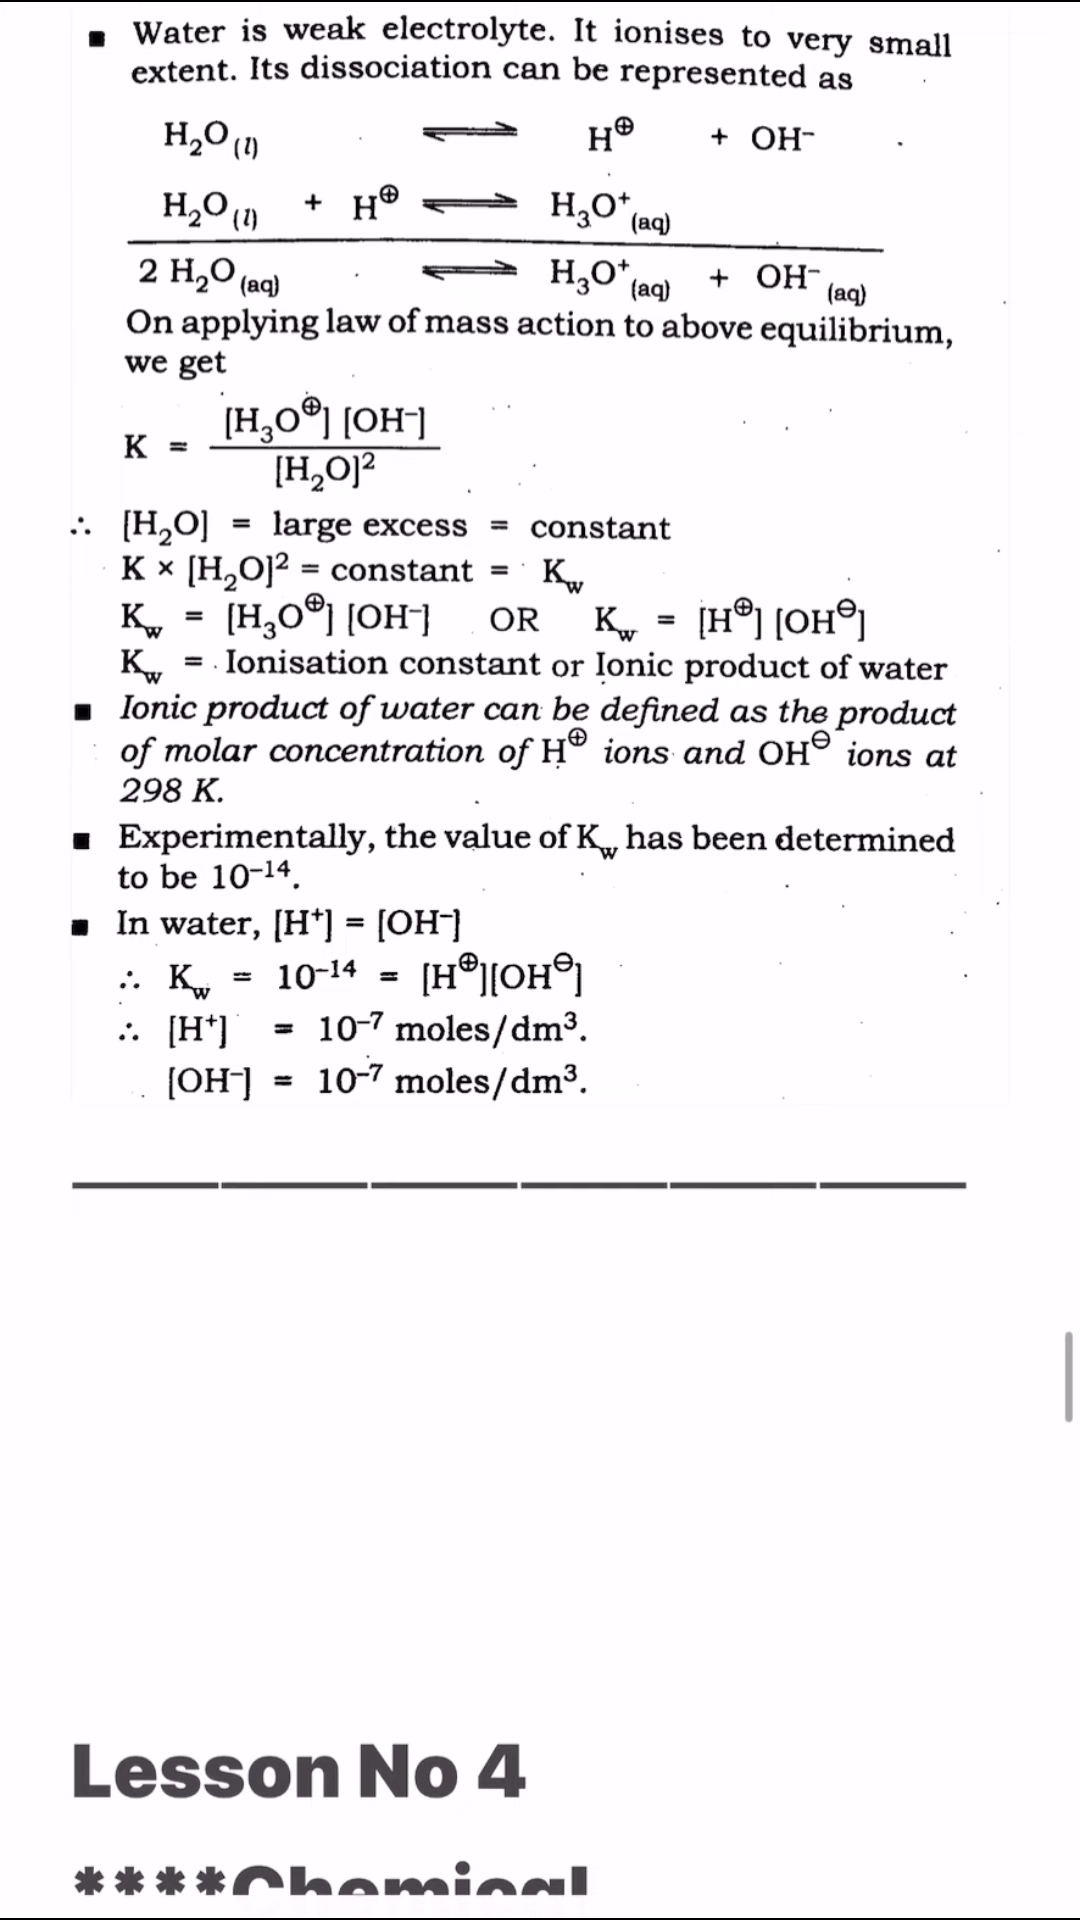 ▪ Water is weak electrolyte. It ionises to very small
extent. Its dissociation can be represented as
H₂O₍l₎ ⇌ H⊕ + OH⁻
H₂O₍l₎ + H⊕ ⇌ H₃O⁺(aq)
2 H₂O(aq) ⇌ H₃O⁺(aq) + OH⁻(aq)
On applying law of mass action to above equilibrium,
we get
K = [H₃O⊕] [OH⁻] / [H₂O]²
∴ [H₂O] = large excess = constant
K × [H₂O]² = constant = Kw
Kw = [H₃O⊕] [OH⁻] OR Kw = [H⊕] [OH⊖]
Kw = Ionisation constant or Ionic product of water
▪ Ionic product of water can be defined as the product
of molar concentration of H⊕ ions and OH⊖ ions at
298 K.
▪ Experimentally, the value of Kw has been determined
to be 10⁻¹⁴.
▪ In water, [H⁺] = [OH⁻]
∴ Kw = 10⁻¹⁴ = [H⊕][OH⊖]
∴ [H⁺] = 10⁻⁷ moles/dm³.
[OH⁻] = 10⁻⁷ moles/dm³.
Lesson No 4
****Chemical